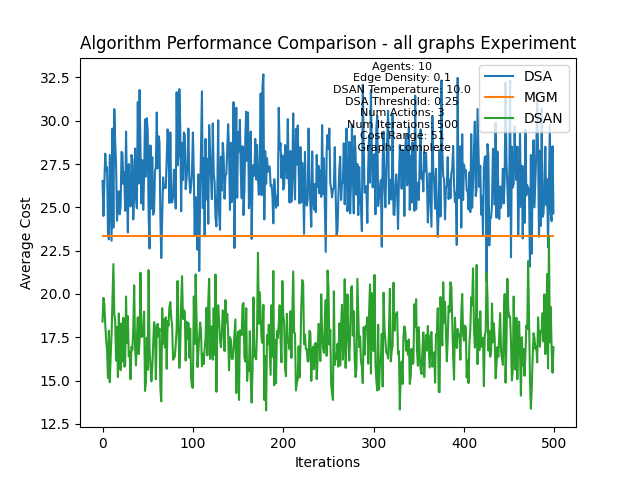 Algorithm Performance Comparison - all graphs Experiment
Agents: 10
Edge Density: 0.1
DSAN Temperature: 10.0
DSA Threshold: 0.25
Num Actions: 3
Num Iterations: 500
Cost Range: 51
Graph: complete
DSA
MGM
DSAN
Average Cost
32.5
30.0
27.5
25.0
22.5
20.0
17.5
15.0
12.5
0
100
200
300
400
500
Iterations